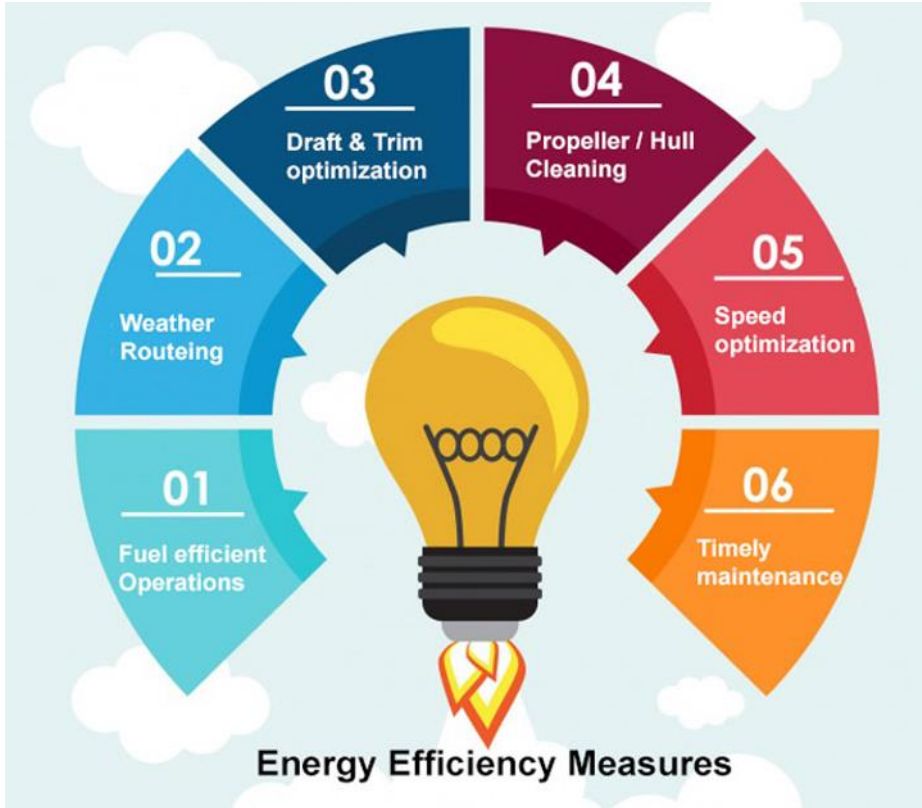 01
Fuel efficient
Operations
02
Weather
Routeing
03
Draft & Trim
optimization
04
Propeller / Hull
Cleaning
05
Speed
optimization
06
Timely
maintenance
Energy Efficiency Measures